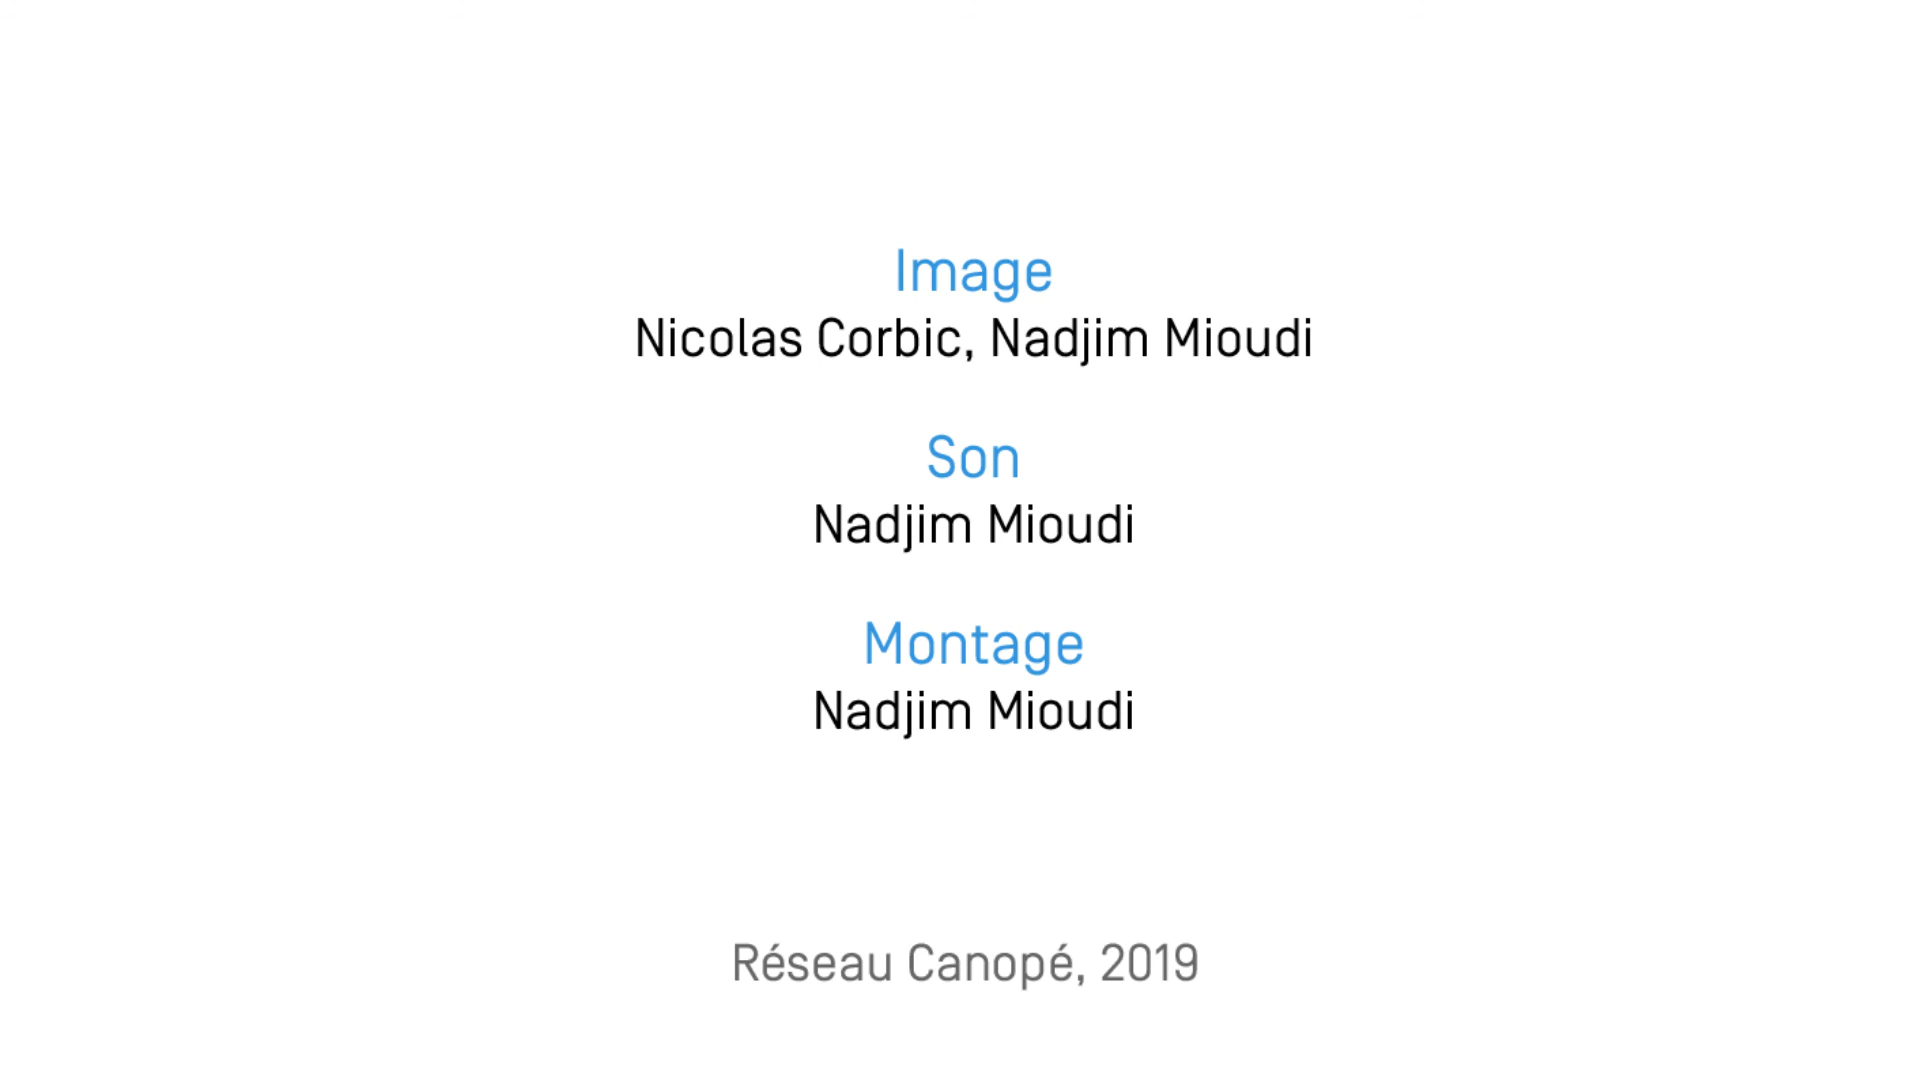 Image
Nicolas Corbic, Nadjim Mioudi
Son
Nadjim Mioudi
Montage
Nadjim Mioudi
Réseau Canopé, 2019